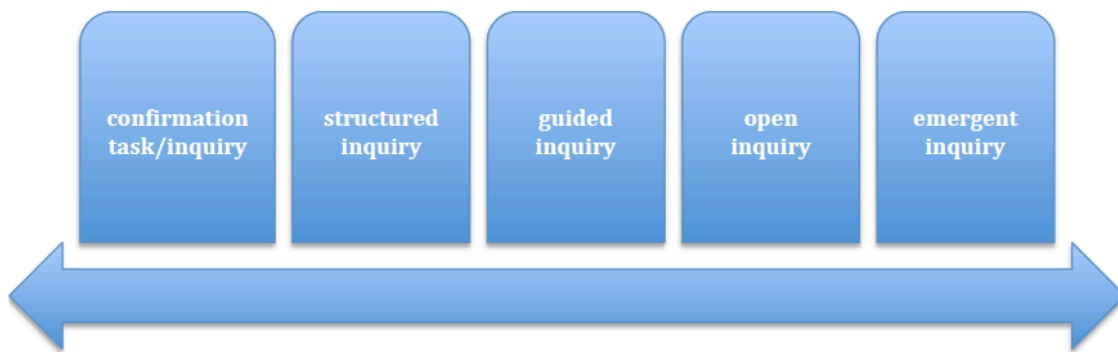 confirmation
task/inquiry
structured
inquiry
guided
inquiry
open
inquiry
emergent
inquiry